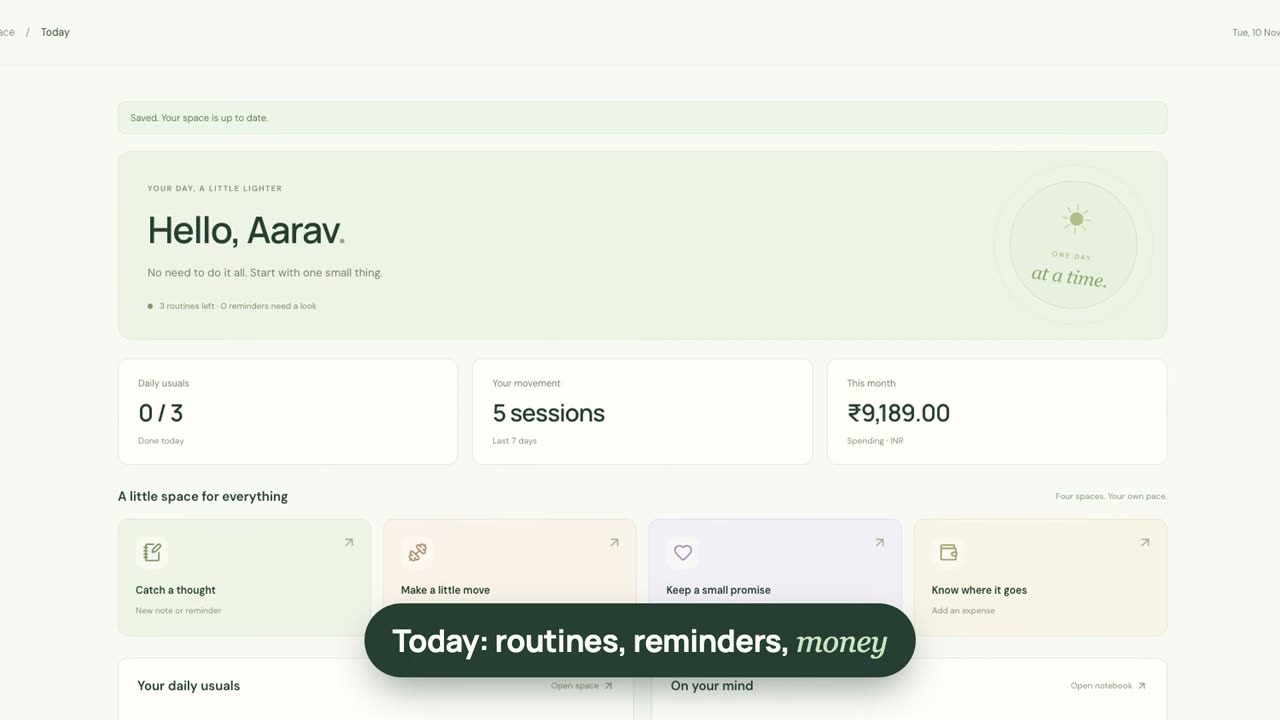 ace / Today
Tue, 10 Nov
Saved. Your space is up to date.
YOUR DAY, A LITTLE LIGHTER
Hello, Aarav.
No need to do it all. Start with one small thing.
3 routines left · 0 reminders need a look
ONE DAY
at a time.
Daily usuals
0 / 3
Done today
Your movement
5 sessions
Last 7 days
This month
₹9,189.00
Spending · INR
A little space for everything
Four spaces. Your own pace.
Catch a thought
New note or reminder
Make a little move
Keep a small promise
Know where it goes
Add an expense
Today: routines, reminders, money
Your daily usuals
Open space
On your mind
Open notebook